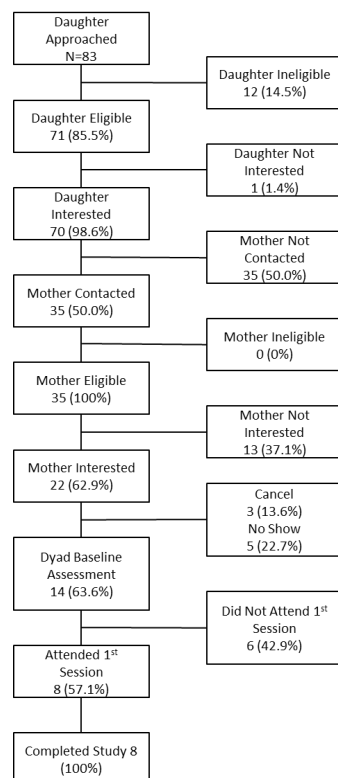 Daughter
Approached
N=83
Daughter Ineligible
12 (14.5%)
Daughter Eligible
71 (85.5%)
Daughter Not
Interested
1 (1.4%)
Daughter
Interested
70 (98.6%)
Mother Not
Contacted
35 (50.0%)
Mother Contacted
35 (50.0%)
Mother Ineligible
0 (0%)
Mother Eligible
35 (100%)
Mother Not
Interested
13 (37.1%)
Mother Interested
22 (62.9%)
Cancel
3 (13.6%)
No Show
5 (22.7%)
Dyad Baseline
Assessment
14 (63.6%)
Did Not Attend 1st
Session
6 (42.9%)
Attended 1st
Session
8 (57.1%)
Completed Study 8
(100%)